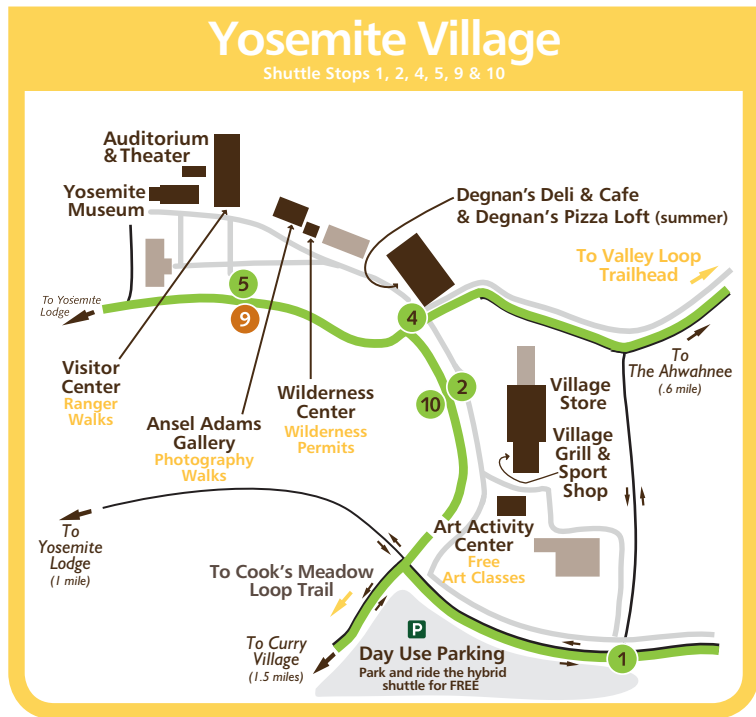 Yosemite Village
Shuttle Stops 1, 2, 4, 5, 9 & 10
Auditorium
& Theater
Yosemite
Museum
Degnan's Deli & Cafe
& Degnan's Pizza Loft (summer)
To Valley Loop
Trailhead
5
To Yosemite
Lodge
9
4
Visitor
Center
Ranger
Walks
To
The Ahwahnee
(.6 mile)
2
10
Village
Store
Wilderness
Center
Wilderness
Permits
Ansel Adams
Gallery
Photography
Walks
Village
Grill &
Sport
Shop
To
Yosemite
Lodge
(1 mile)
Art Activity
Center
Free
Art Classes
To Cook's Meadow
Loop Trail
P
To Curry
Village
(1.5 miles)
Day Use Parking
Park and ride the hybrid
shuttle for FREE
1